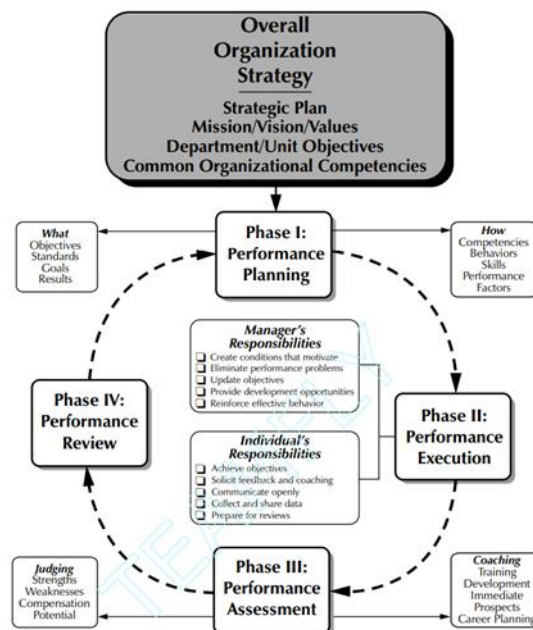 Overall
Organization
Strategy
Strategic Plan
Mission/Vision/Values
Department/Unit Objectives
Common Organizational Competencies
What
Objectives
Standards
Goals
Results
Phase I:
Performance
Planning
How
Competencies
Behaviors
Skills
Performance
Factors
Manager's
Responsibilities
Create conditions that motivate
Eliminate performance problems
Update objectives
Provide development opportunities
Reinforce effective behavior
Phase IV:
Performance
Review
Phase II:
Performance
Execution
Individual's
Responsibilities
Achieve objectives
Solicit feedback and coaching
Communicate openly
Collect and share data
Prepare for reviews
Judging
Strengths
Weaknesses
Compensation
Potential
Phase III:
Performance
Assessment
Coaching
Training
Development
Immediate
Prospects
Career Planning
TEAMFLY